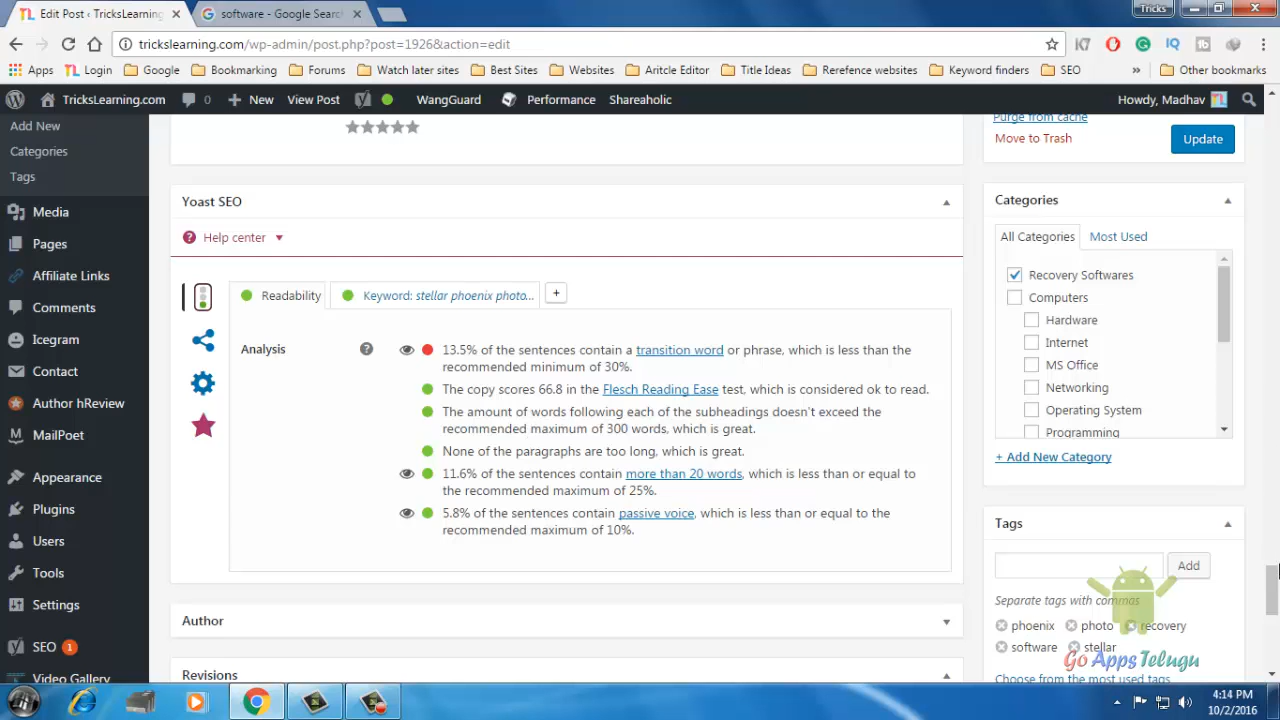 Edit Post ‹ TricksLearning
software - Google Search
Tricks
trickslearning.com/wp-admin/post.php?post=1926&action=edit
Apps
Login
Google
Bookmarking
Forums
Watch later sites
Best Sites
Websites
Aritcle Editor
Title Ideas
Rerefence websites
Keyword finders
SEO
»
Other bookmarks
TricksLearning.com
0
New
View Post
WangGuard
Performance
Shareaholic
Howdy, Madhav
Add New
Categories
Tags
Media
Pages
Affiliate Links
Comments
Icegram
Contact
Author hReview
MailPoet
Appearance
Plugins
Users
Tools
Settings
SEO 1
Video Gallery
Yoast SEO
Help center
Readability
Keyword: stellar phoenix photo...
+
Analysis
13.5% of the sentences contain a transition word or phrase, which is less than the
recommended minimum of 30%.
The copy scores 66.8 in the Flesch Reading Ease test, which is considered ok to read.
The amount of words following each of the subheadings doesn't exceed the
recommended maximum of 300 words, which is great.
None of the paragraphs are too long, which is great.
11.6% of the sentences contain more than 20 words, which is less than or equal to
the recommended maximum of 25%.
5.8% of the sentences contain passive voice, which is less than or equal to the
recommended maximum of 10%.
Author
Revisions
Purge from cache
Move to Trash
Update
Categories
All Categories
Most Used
Recovery Softwares
Computers
Hardware
Internet
MS Office
Networking
Operating System
Programming
+ Add New Category
Tags
Add
Separate tags with commas
phoenix
photo
recovery
software
stellar
Choose from the most used tags
Go AppsTelugu
4:14 PM
10/2/2016